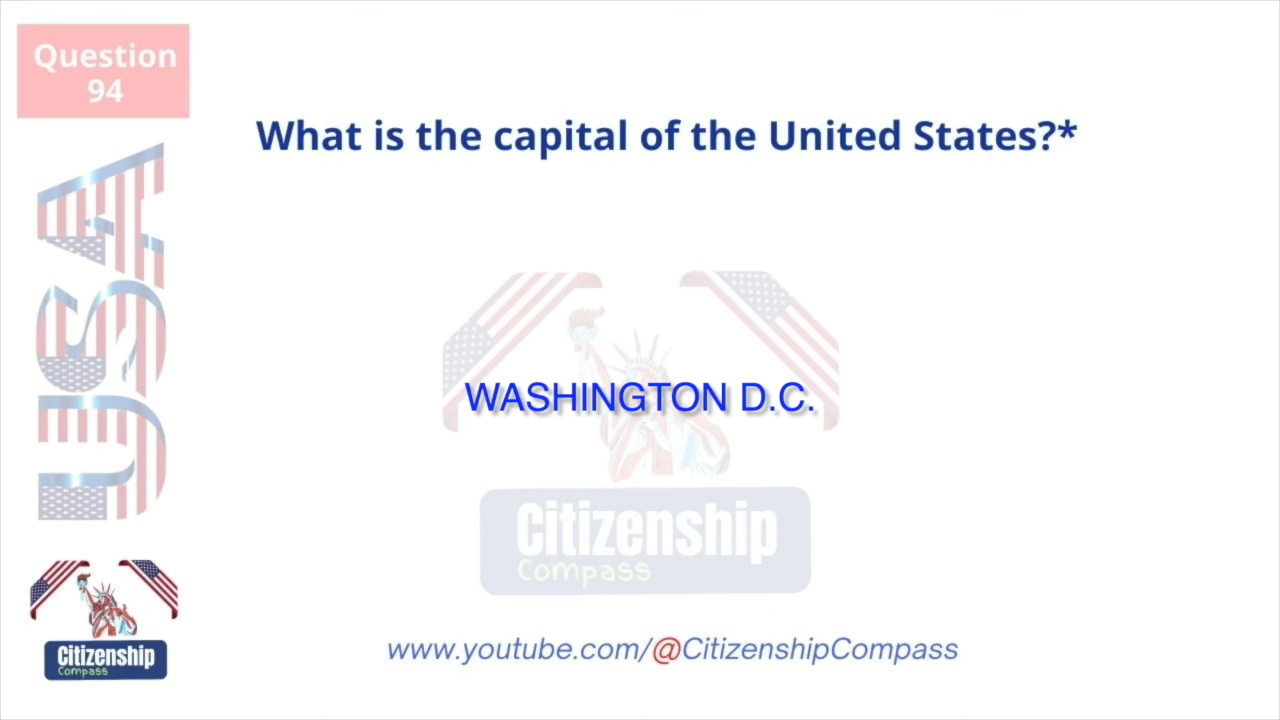 Question
94
What is the capital of the United States?*
USA
WASHINGTON D.C.
Citizenship
Compass
Citizenship
Compass
www.youtube.com/@CitizenshipCompass